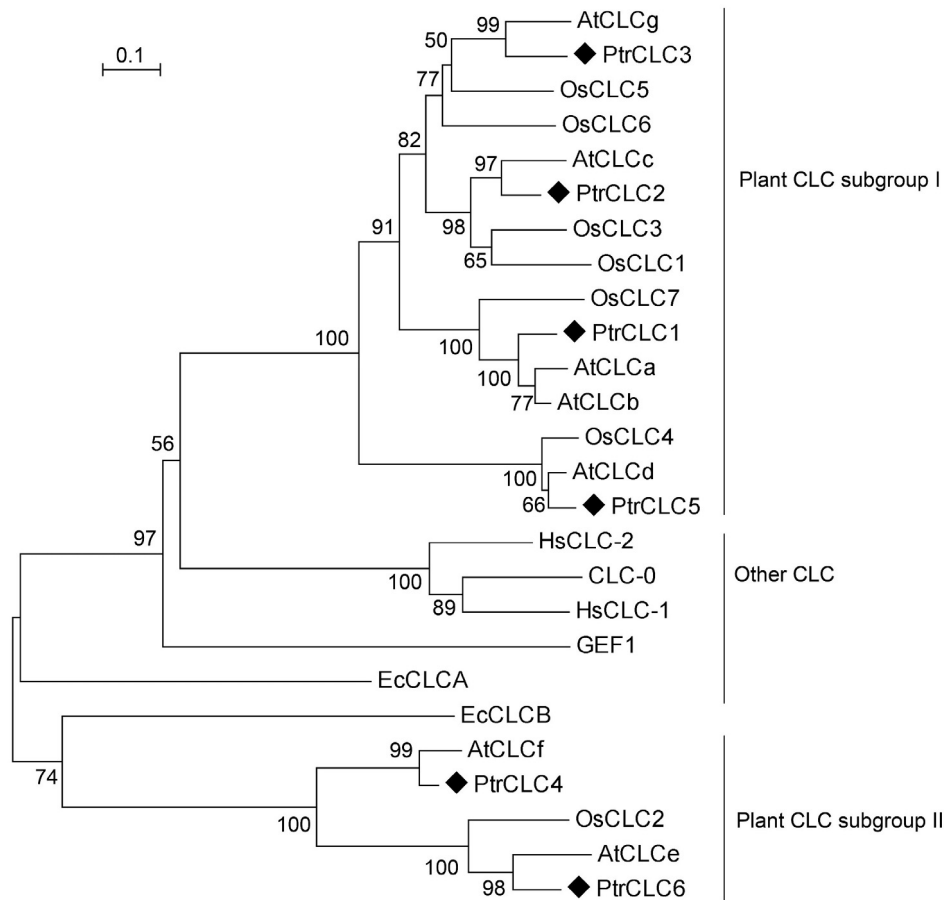 AtCLCg
99
50
PtrCLC3
0.1
77
OsCLC5
OsCLC6
82
AtCLCc
97
Plant CLC subgroup I
PtrCLC2
98
91
OsCLC3
65
OsCLC1
OsCLC7
PtrCLC1
100
100
AtCLCa
100
77
AtCLCb
56
OsCLC4
100
AtCLCd
66
PtrCLC5
97
HsCLC-2
100
CLC-0
Other CLC
89
HsCLC-1
GEF1
EcCLCA
EcCLCB
99
AtCLCf
74
PtrCLC4
100
OsCLC2
Plant CLC subgroup II
100
AtCLCe
98
PtrCLC6